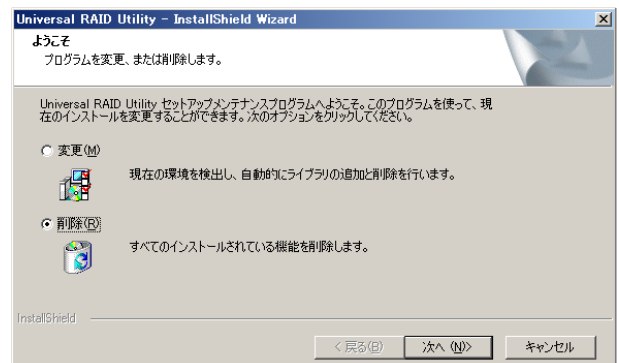 Universal RAID Utility - InstallShield Wizard
ようこそ
プログラムを変更、または削除します。
Universal RAID Utility セットアップメンテナンスプログラムへようこそ。このプログラムを使って、現
在のインストールを変更することができます。次のオプションをクリックしてください。
変更(M)
現在の環境を検出し、自動的にライブラリの追加と削除を行います。
削除(R)
すべてのインストールされている機能を削除します。
InstallShield
< 戻る(B)
次へ (N)>
キャンセル